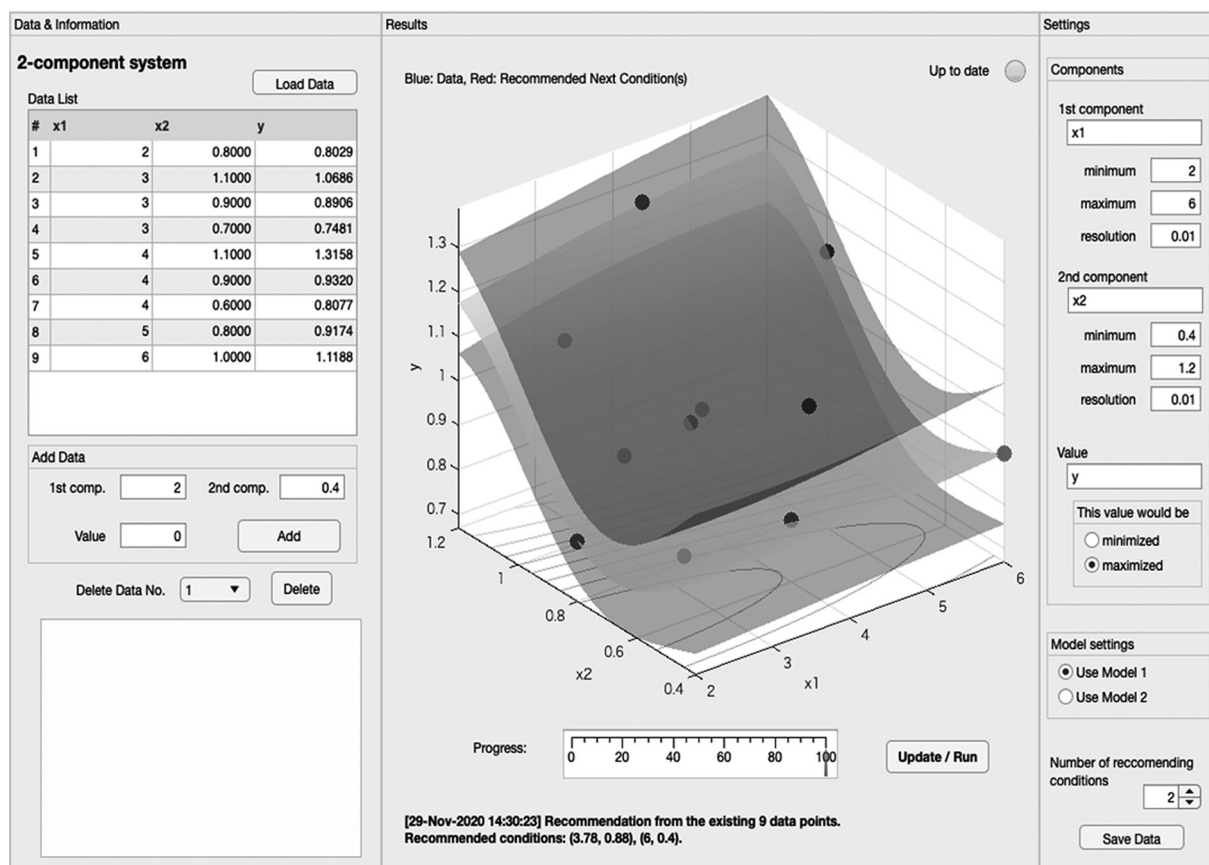 Data & Information
2-component system
Load Data
Data List
# x1 x2 y
1 2 0.8000 0.8029
2 3 1.1000 1.0686
3 3 0.9000 0.8906
4 3 0.7000 0.7481
5 4 1.1000 1.3158
6 4 0.9000 0.9320
7 4 0.6000 0.8077
8 5 0.8000 0.9174
9 6 1.0000 1.1188
Add Data
1st comp. 2 2nd comp. 0.4
Value 0 Add
Delete Data No. 1 Delete
Results
Blue: Data, Red: Recommended Next Condition(s)
Up to date
1.3
1.2
1.1
1
0.9
0.8
0.7
y
1.2
1
0.8
0.6
0.4
x2
2
3
4
5
6
x1
Progress:
0 20 40 60 80 100
Update / Run
[29-Nov-2020 14:30:23] Recommendation from the existing 9 data points.
Recommended conditions: (3.78, 0.88), (6, 0.4).
Settings
Components
1st component
x1
minimum 2
maximum 6
resolution 0.01
2nd component
x2
minimum 0.4
maximum 1.2
resolution 0.01
Value
y
This value would be
minimized
maximized
Model settings
Use Model 1
Use Model 2
Number of reccomending
conditions
2
Save Data